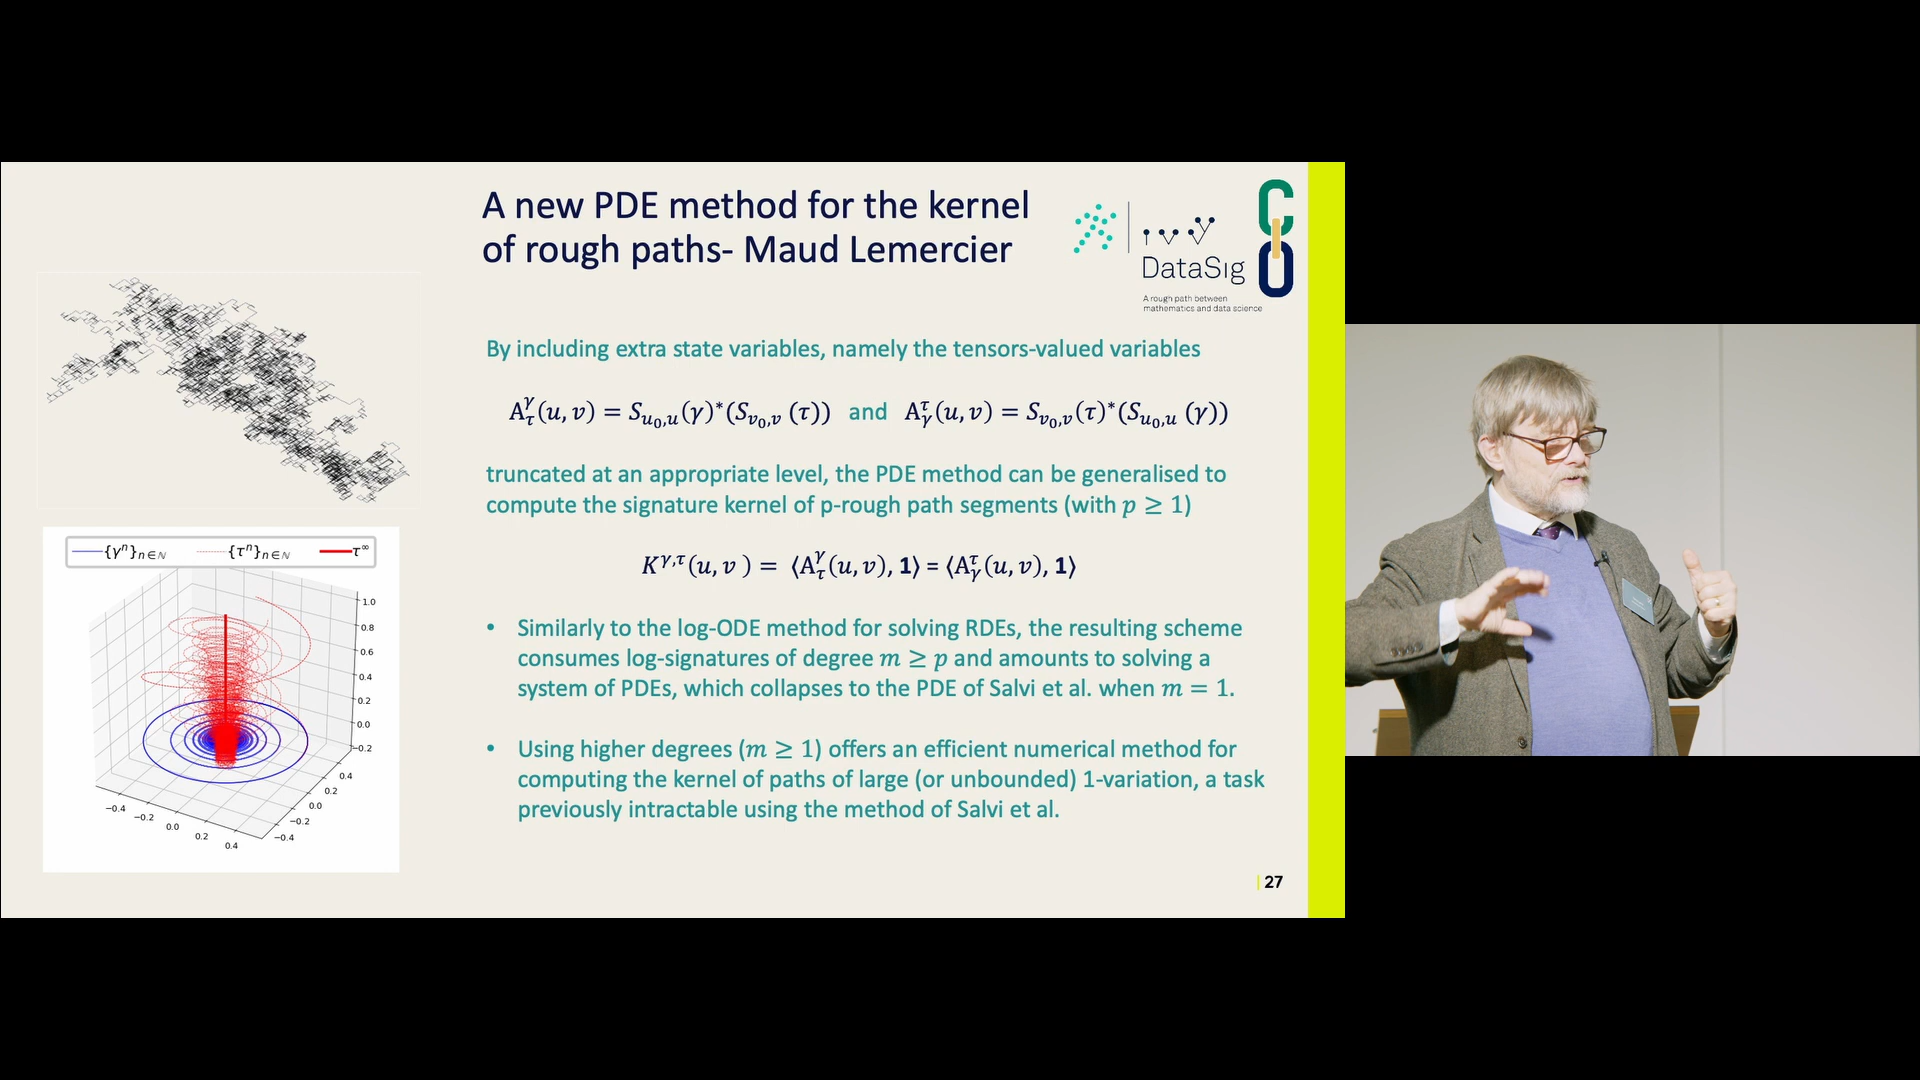 A new PDE method for the kernel
of rough paths- Maud Lemercier
DataSig
A rough path between
mathematics and data science
By including extra state variables, namely the tensors-valued variables
A^γ_τ(u, v) = S_{u_0,u}(γ)^*(S_{v_0,v} (τ)) and A^τ_γ(u, v) = S_{v_0,v}(τ)^*(S_{u_0,u} (γ))
truncated at an appropriate level, the PDE method can be generalised to
compute the signature kernel of p-rough path segments (with p ≥ 1)
K^{γ,τ}(u, v ) = ⟨A^γ_τ(u, v), 1⟩ = ⟨A^τ_γ(u, v), 1⟩
• Similarly to the log-ODE method for solving RDEs, the resulting scheme
consumes log-signatures of degree m ≥ p and amounts to solving a
system of PDEs, which collapses to the PDE of Salvi et al. when m = 1.
• Using higher degrees (m ≥ 1) offers an efficient numerical method for
computing the kernel of paths of large (or unbounded) 1-variation, a task
previously intractable using the method of Salvi et al.
{γ^n}_{n∈ℕ} {τ^n}_{n∈ℕ} τ^∞
1.0
0.8
0.6
0.4
0.2
0.0
−0.2
−0.4
−0.2
0.0
0.2
0.4
0.4
0.2
0.0
−0.2
−0.4
27